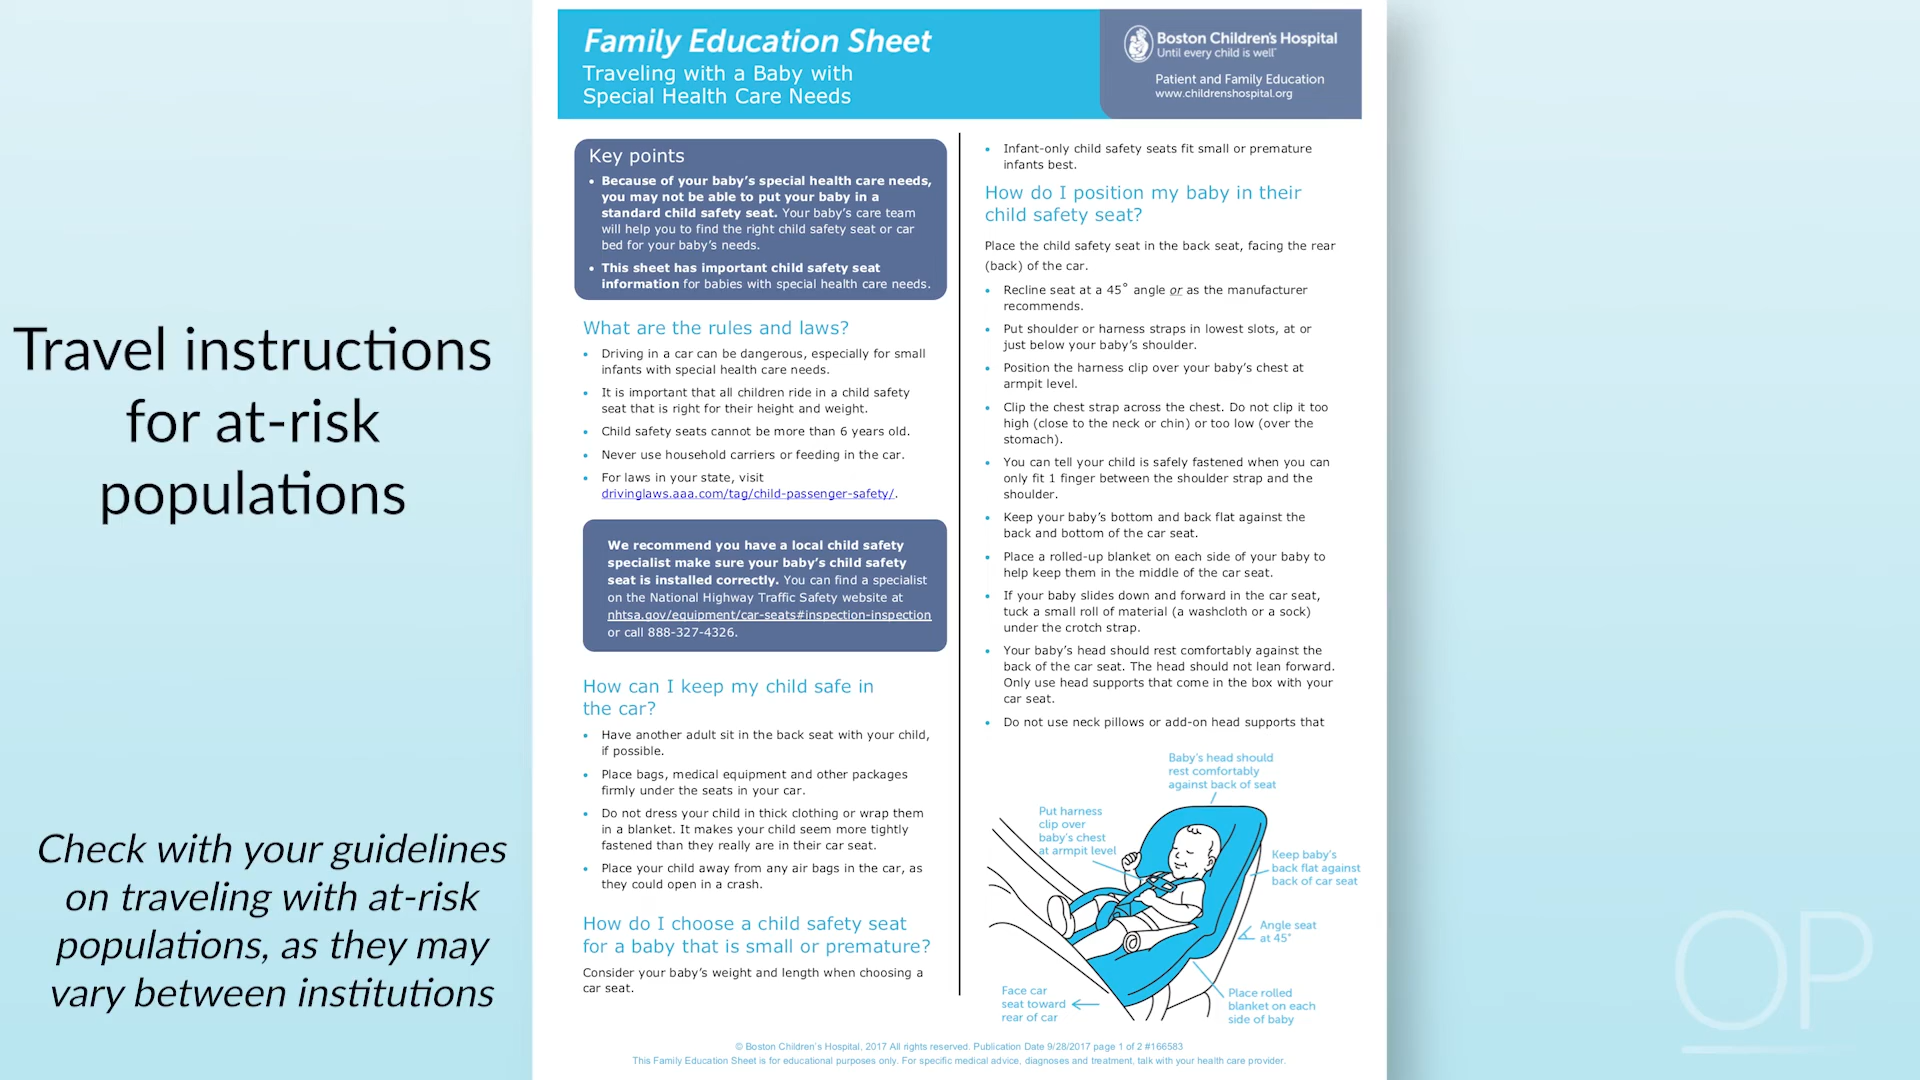 Travel instructions
for at-risk
populations
Check with your guidelines
on traveling with at-risk
populations, as they may
vary between institutions
Family Education Sheet
Traveling with a Baby with
Special Health Care Needs
Boston Children's Hospital
Until every child is well™
Patient and Family Education
www.childrenshospital.org
Key points
• Because of your baby's special health care needs,
you may not be able to put your baby in a
standard child safety seat. Your baby's care team
will help you to find the right child safety seat or car
bed for your baby's needs.
• This sheet has important child safety seat
information for babies with special health care needs.
What are the rules and laws?
• Driving in a car can be dangerous, especially for small
infants with special health care needs.
• It is important that all children ride in a child safety
seat that is right for their height and weight.
• Child safety seats cannot be more than 6 years old.
• Never use household carriers or feeding in the car.
• For laws in your state, visit
drivinglaws.aaa.com/tag/child-passenger-safety/.
We recommend you have a local child safety
specialist make sure your baby's child safety
seat is installed correctly. You can find a specialist
on the National Highway Traffic Safety website at
nhtsa.gov/equipment/car-seats#inspection-inspection
or call 888-327-4326.
How can I keep my child safe in
the car?
• Have another adult sit in the back seat with your child,
if possible.
• Place bags, medical equipment and other packages
firmly under the seats in your car.
• Do not dress your child in thick clothing or wrap them
in a blanket. It makes your child seem more tightly
fastened than they really are in their car seat.
• Place your child away from any air bags in the car, as
they could open in a crash.
How do I choose a child safety seat
for a baby that is small or premature?
Consider your baby's weight and length when choosing a
car seat.
• Infant-only child safety seats fit small or premature
infants best.
How do I position my baby in their
child safety seat?
Place the child safety seat in the back seat, facing the rear
(back) of the car.
• Recline seat at a 45˚ angle or as the manufacturer
recommends.
• Put shoulder or harness straps in lowest slots, at or
just below your baby's shoulder.
• Position the harness clip over your baby's chest at
armpit level.
• Clip the chest strap across the chest. Do not clip it too
high (close to the neck or chin) or too low (over the
stomach).
• You can tell your child is safely fastened when you can
only fit 1 finger between the shoulder strap and the
shoulder.
• Keep your baby's bottom and back flat against the
back and bottom of the car seat.
• Place a rolled-up blanket on each side of your baby to
help keep them in the middle of the car seat.
• If your baby slides down and forward in the car seat,
tuck a small roll of material (a washcloth or a sock)
under the crotch strap.
• Your baby's head should rest comfortably against the
back of the car seat. The head should not lean forward.
Only use head supports that come in the box with your
car seat.
• Do not use neck pillows or add-on head supports that
Baby's head should
rest comfortably
against back of seat
Put harness
clip over
baby's chest
at armpit level
Keep baby's
back flat against
back of car seat
Angle seat
at 45°
Face car
seat toward
rear of car
Place rolled
blanket on each
side of baby
© Boston Children's Hospital, 2017 All rights reserved. Publication Date 9/28/2017 page 1 of 2 #166583
This Family Education Sheet is for educational purposes only. For specific medical advice, diagnoses and treatment, talk with your health care provider.
OP